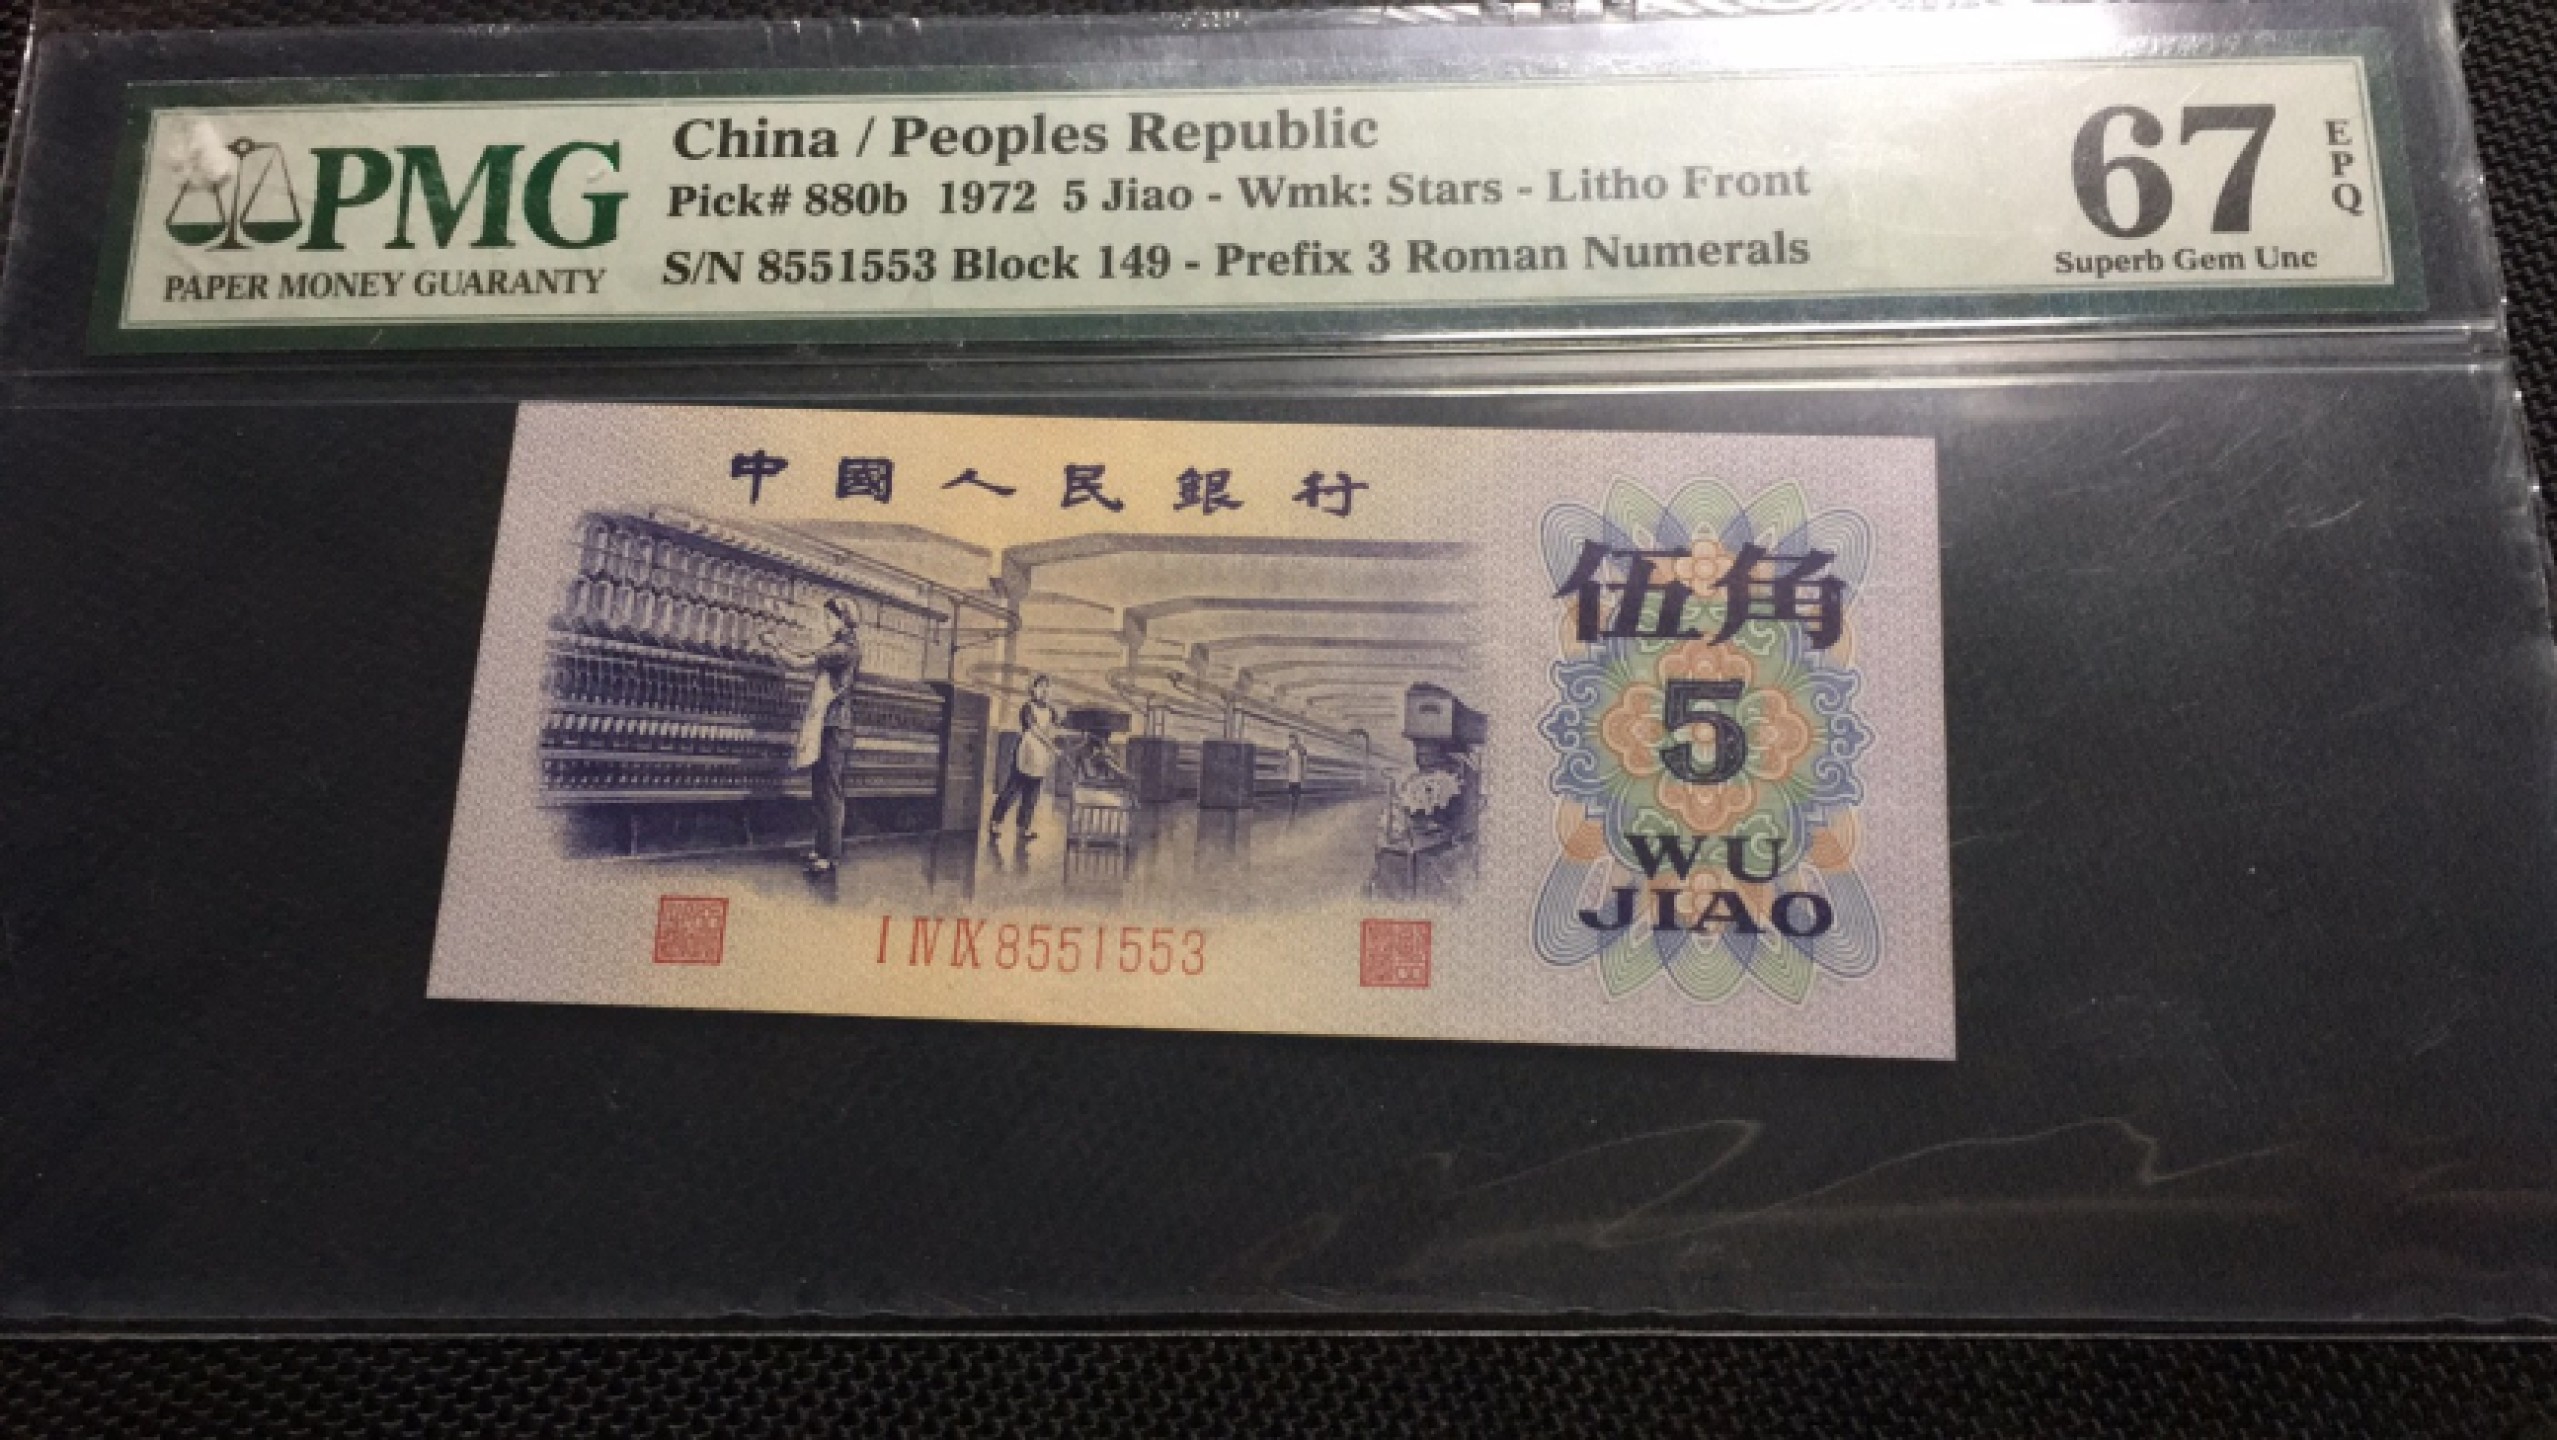 PMG
PAPER MONEY GUARANTY
China / Peoples Republic
Pick# 880b 1972 5 Jiao - Wmk: Stars - Litho Front
S/N 8551553 Block 149 - Prefix 3 Roman Numerals
67
EPQ
Superb Gem Unc
中國人民銀行
伍角
5
WU
JIAO
I IV IX 8551553